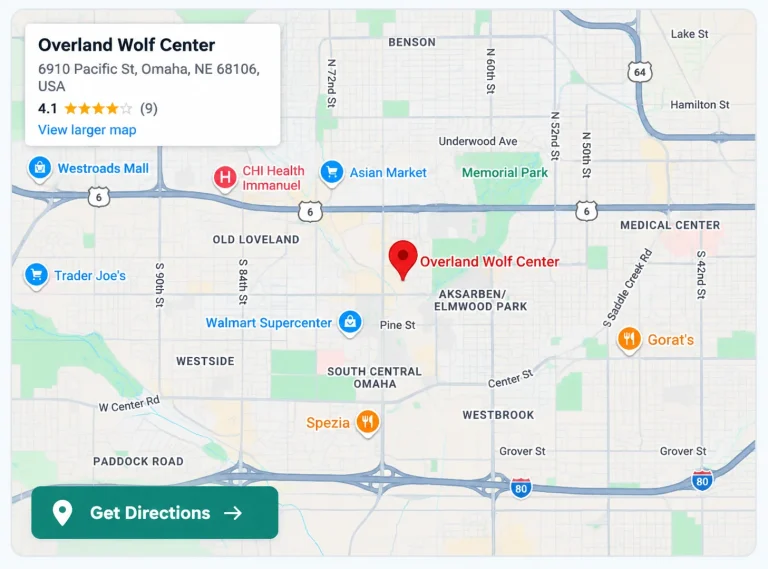 Overland Wolf Center
6910 Pacific St, Omaha, NE 68106,
USA
4.1 (9)
View larger map
BENSON
Lake St
N 72nd St
N 60th St
64
Hamilton St
N 52nd St
N 50th St
Underwood Ave
Westroads Mall
CHI Health
Immanuel
Asian Market
Memorial Park
6
6
6
MEDICAL CENTER
OLD LOVELAND
Overland Wolf Center
Trader Joe's
S 90th St
S 84th St
S Saddle Creek Rd
S 42nd St
AKSARBEN/
ELMWOOD PARK
Walmart Supercenter
Pine St
Gorat's
WESTSIDE
SOUTH CENTRAL
OMAHA
Center St
W Center Rd
WESTBROOK
Spezia
Grover St
Grover St
PADDOCK ROAD
80
80
Get Directions →